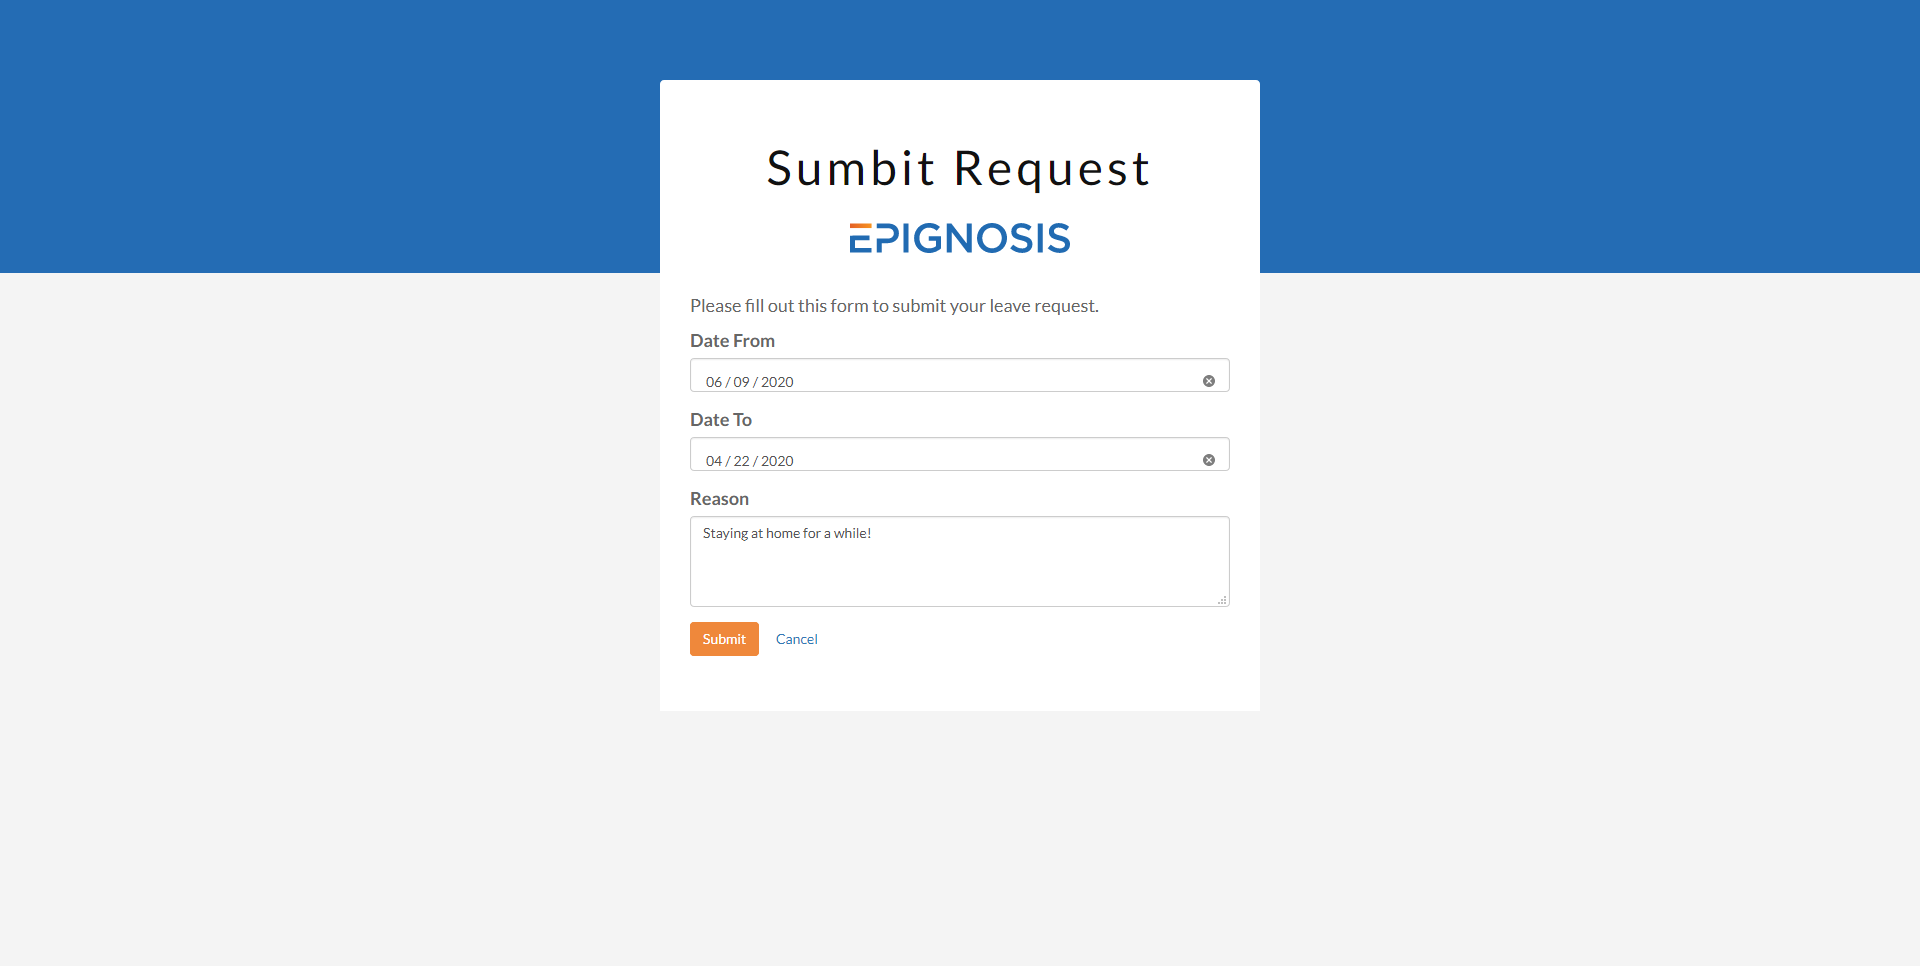 Sumbit Request
EPIGNOSIS
Please fill out this form to submit your leave request.
Date From
06 / 09 / 2020
Date To
04 / 22 / 2020
Reason
Staying at home for a while!
Submit Cancel